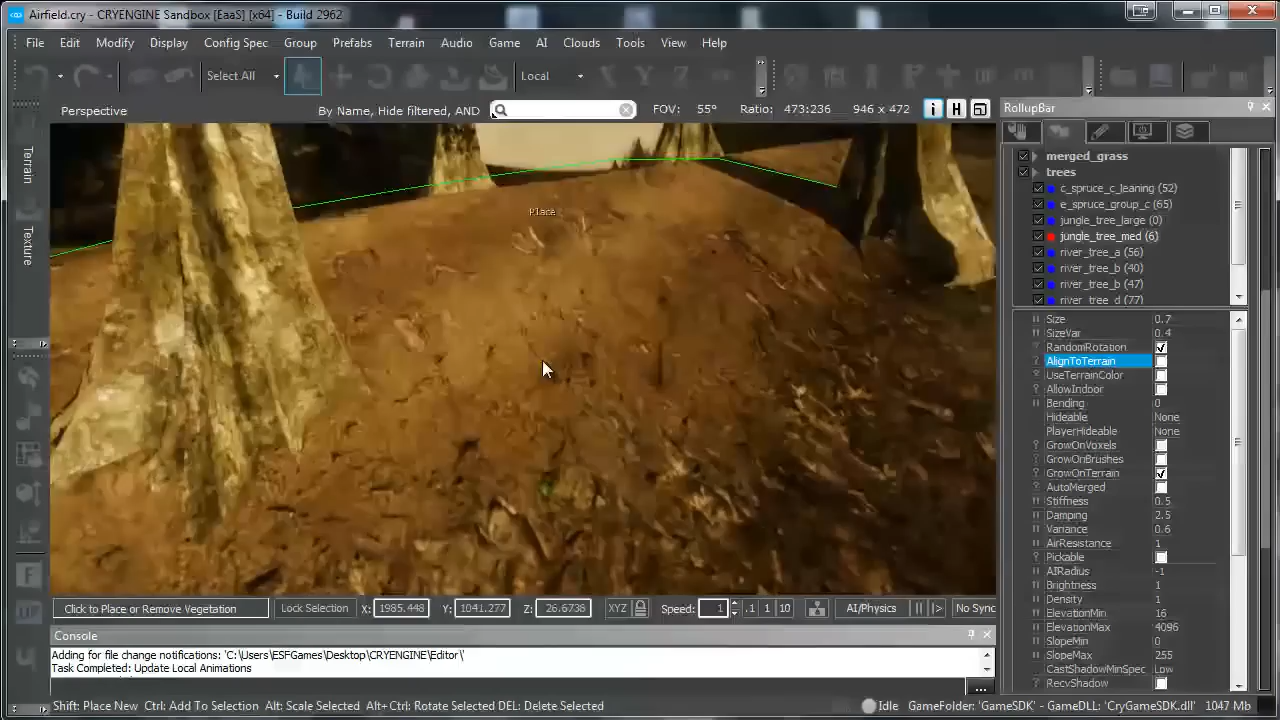 Airfield.cry - CRYENGINE Sandbox [EaaS] [x64] - Build 2962
File Edit Modify Display Config Spec Group Prefabs Terrain Audio Game AI Clouds Tools View Help
Select All Local
Perspective By Name, Hide filtered, AND FOV: 55° Ratio: 473:236 946 x 472 i H
RollupBar
Terrain
Texture
Place
merged_grass
trees
c_spruce_c_leaning (52)
e_spruce_group_c (65)
jungle_tree_large (0)
jungle_tree_med (6)
river_tree_a (56)
river_tree_b (40)
river_tree_b (47)
river_tree_d (77)
Size 0.7
SizeVar 0.4
RandomRotation
AlignToTerrain
UseTerrainColor
AllowIndoor
Bending 0
Hideable None
PlayerHideable None
GrowOnVoxels
GrowOnBrushes
GrowOnTerrain
AutoMerged
Stiffness 0.5
Damping 2.5
Variance 0.6
AirResistance 1
Pickable
AIRadius -1
Brightness 1
Density 1
ElevationMin 16
ElevationMax 4096
SlopeMin 0
SlopeMax 255
CastShadowMinSpec Low
RecvShadow
Click to Place or Remove Vegetation Lock Selection X: 1985.448 Y: 1041.277 Z: 26.6738 XYZ Speed: 1 .1 1 10 AI/Physics No Sync
Console
Adding for file change notifications: 'C:\Users\ESFGames\Desktop\CRYENGINE\Editor\'
Task Completed: Update Local Animations
...
Shift: Place New Ctrl: Add To Selection Alt: Scale Selected Alt+Ctrl: Rotate Selected DEL: Delete Selected Idle GameFolder: 'GameSDK' - GameDLL: 'CryGameSDK.dll' 1047 Mb